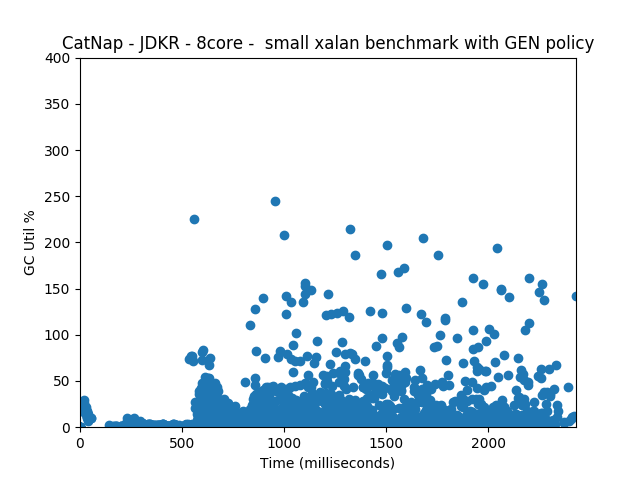 CatNap - JDKR - 8core -  small xalan benchmark with GEN policy
400
350
300
250
200
150
100
50
0
GC Util %
0 500 1000 1500 2000
Time (milliseconds)